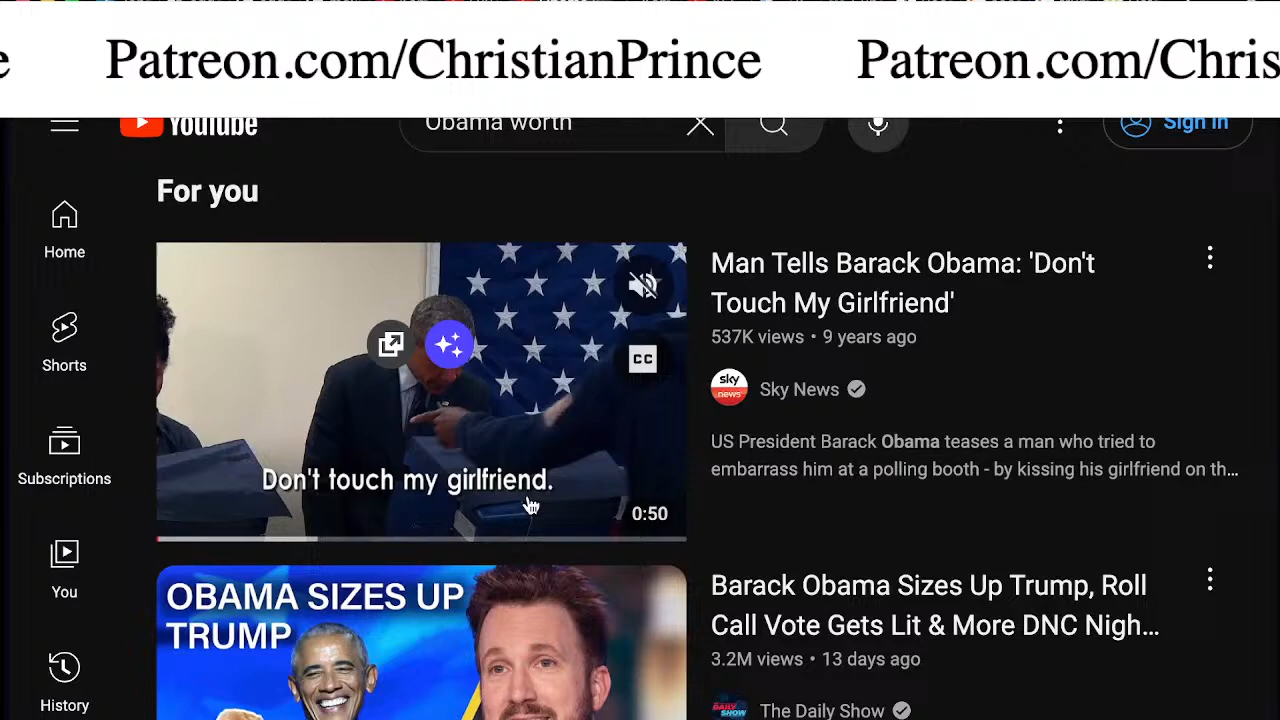 e Patreon.com/ChristianPrince Patreon.com/Chris
YouTube Obama worth Sign in
For you
Home
Shorts
Subscriptions
You
History
Don't touch my girlfriend.
CC
0:50
Man Tells Barack Obama: 'Don't
Touch My Girlfriend'
537K views • 9 years ago
sky
news
Sky News
US President Barack Obama teases a man who tried to
embarrass him at a polling booth - by kissing his girlfriend on th...
OBAMA SIZES UP
TRUMP
Barack Obama Sizes Up Trump, Roll
Call Vote Gets Lit & More DNC Nigh...
3.2M views • 13 days ago
DAILY
SHOW
The Daily Show